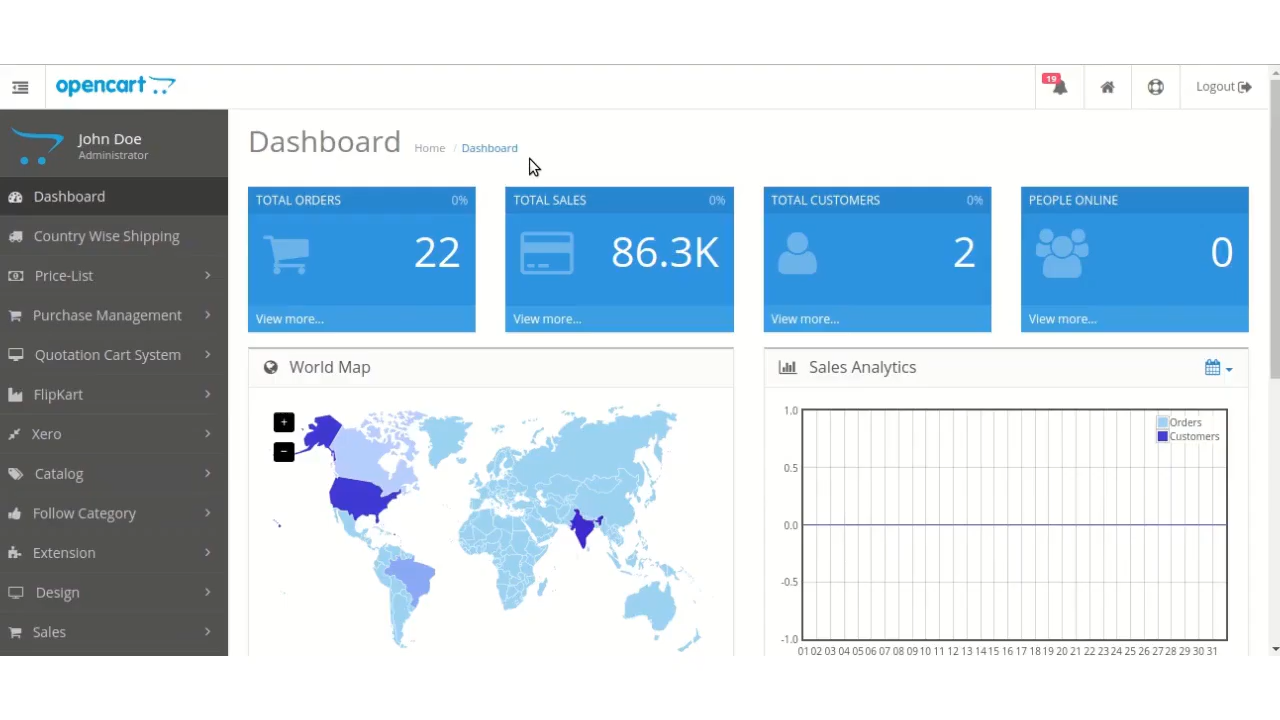 opencart
19
Logout
John Doe
Administrator
Dashboard
Country Wise Shipping
Price-List
Purchase Management
Quotation Cart System
FlipKart
Xero
Catalog
Follow Category
Extension
Design
Sales
Dashboard
Home / Dashboard
TOTAL ORDERS 0%
22
View more...
TOTAL SALES 0%
86.3K
View more...
TOTAL CUSTOMERS 0%
2
View more...
PEOPLE ONLINE
0
View more...
World Map
+
−
Sales Analytics
Orders
Customers
1.0
0.5
0.0
-0.5
-1.0
01 02 03 04 05 06 07 08 09 10 11 12 13 14 15 16 17 18 19 20 21 22 23 24 25 26 27 28 29 30 31